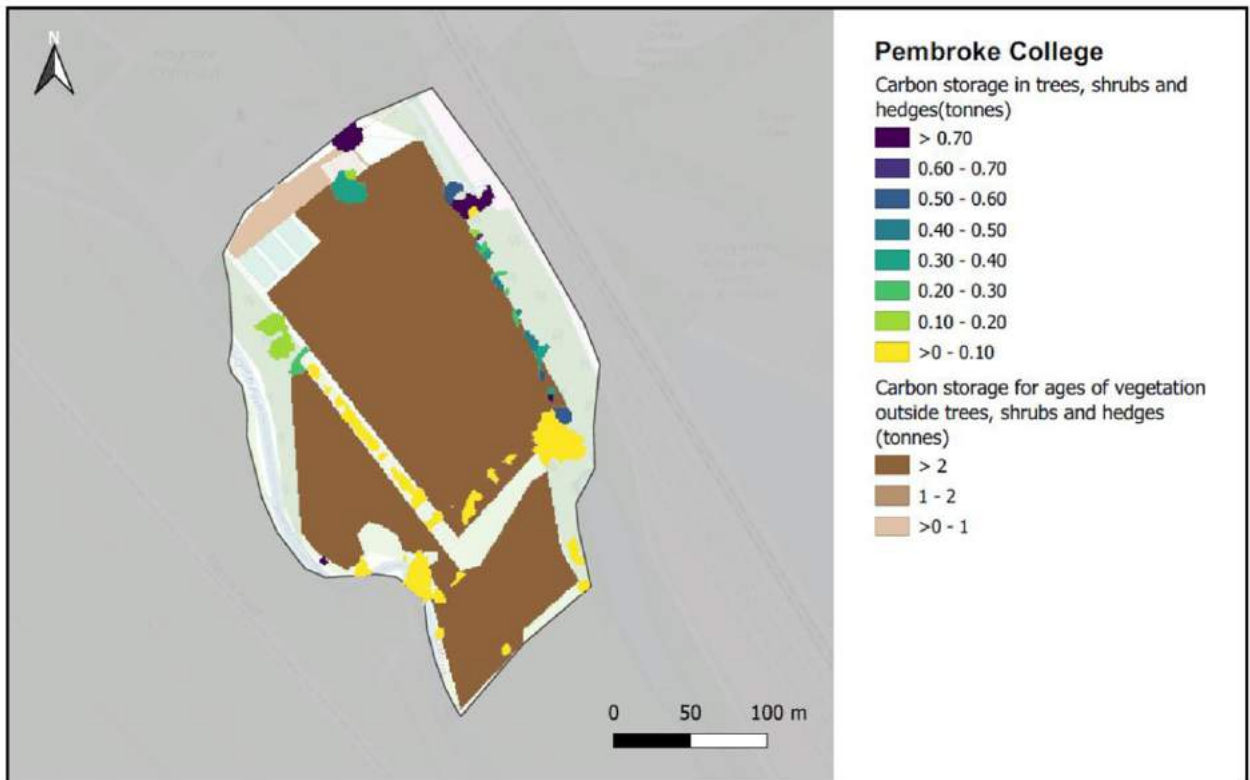 N
Pembroke College
Carbon storage in trees, shrubs and
hedges(tonnes)
> 0.70
0.60 - 0.70
0.50 - 0.60
0.40 - 0.50
0.30 - 0.40
0.20 - 0.30
0.10 - 0.20
>0 - 0.10
Carbon storage for ages of vegetation
outside trees, shrubs and hedges
(tonnes)
> 2
1 - 2
>0 - 1
0 50 100 m